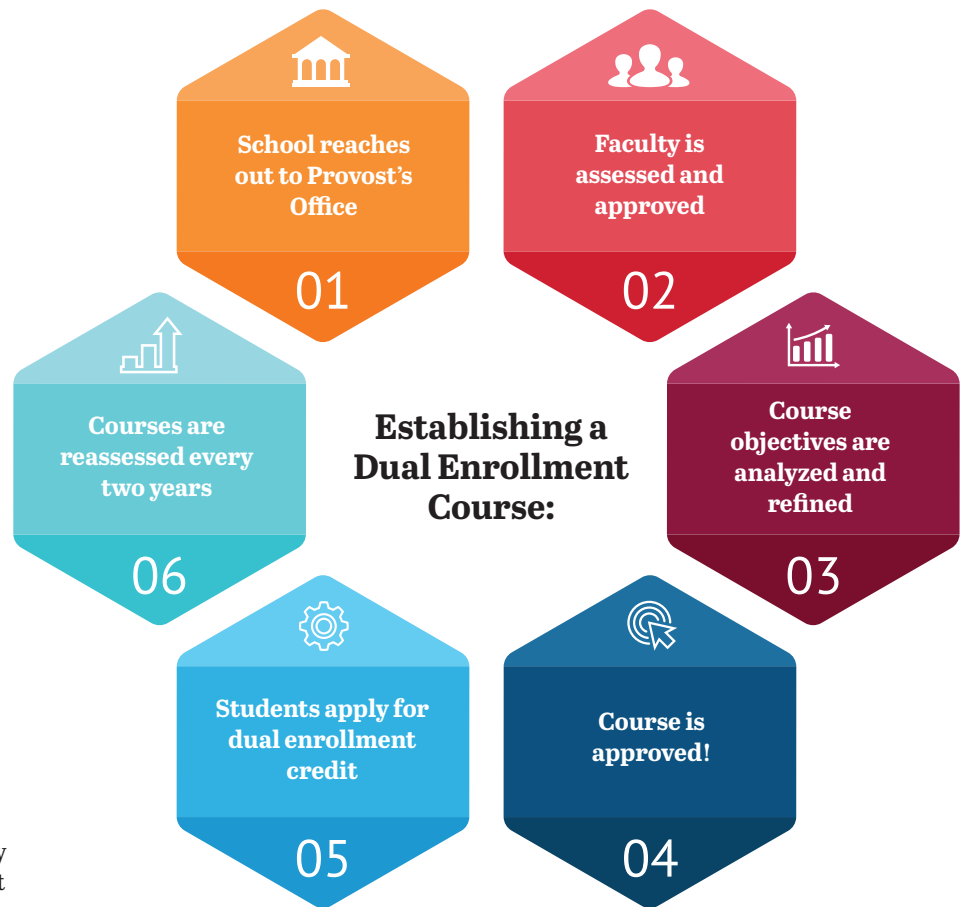 School reaches
out to Provost’s
Office
01
Faculty is
assessed and
approved
02
Establishing a
Dual Enrollment
Course:
Course
objectives are
analyzed and
refined
03
Course is
approved!
04
Students apply for
dual enrollment
credit
05
Courses are
reassessed every
two years
06
y
t